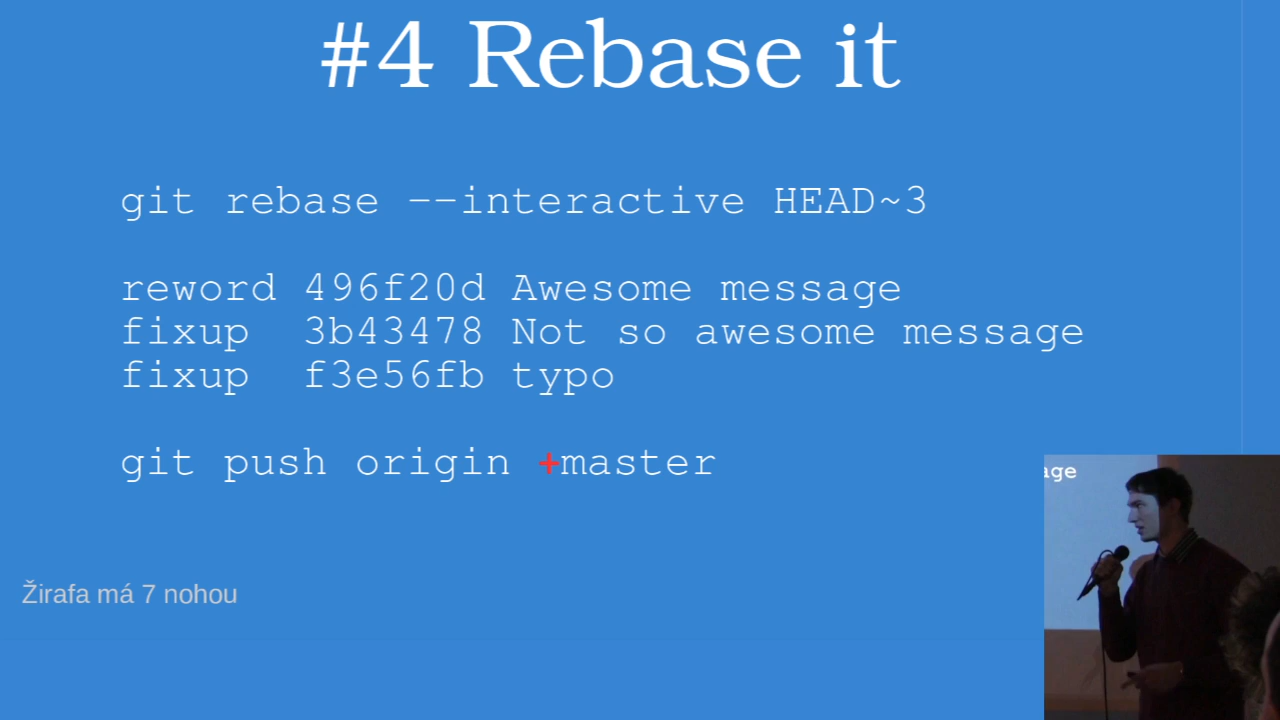 #4 Rebase it
git rebase --interactive HEAD~3
reword 496f20d Awesome message
fixup  3b43478 Not so awesome message
fixup  f3e56fb typo
git push origin +master
age
Žirafa má 7 nohou